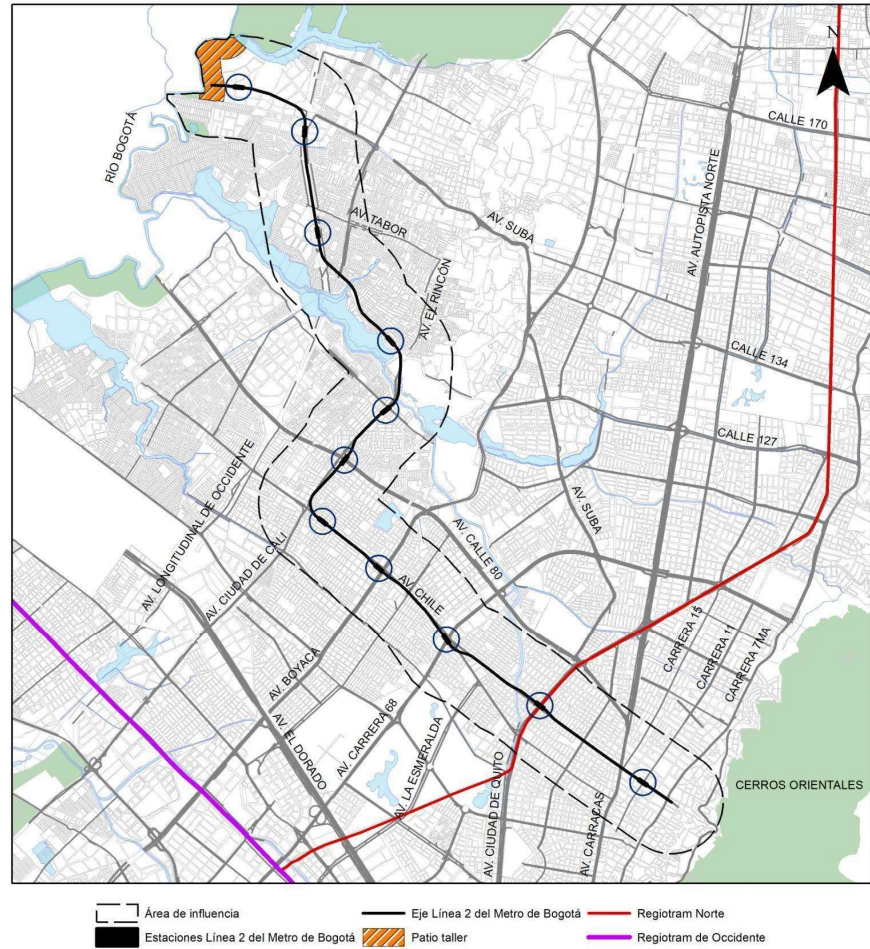 N
CALLE 170
RÍO BOGOTÁ
AV. TABOR
AV. SUBA
AV. AUTOPISTA NORTE
AV. EL RINCÓN
CALLE 134
CALLE 127
AV. LONGITUDINAL DE OCCIDENTE
AV. SUBA
AV. CIUDAD DE CALI
AV. CALLE 80
AV. CHILE
CARRERA 15
CARRERA 11
CARRERA 7MA
AV. BOYACÁ
AV. EL DORADO
AV. CARRERA 68
AV. LA ESMERALDA
AV. CIUDAD DE QUITO
AV. CARRACAS
CERROS ORIENTALES
Área de influencia
Eje Línea 2 del Metro de Bogotá
Registram Norte
Estaciones Línea 2 del Metro de Bogotá
Patio taller
Registram de Occidente